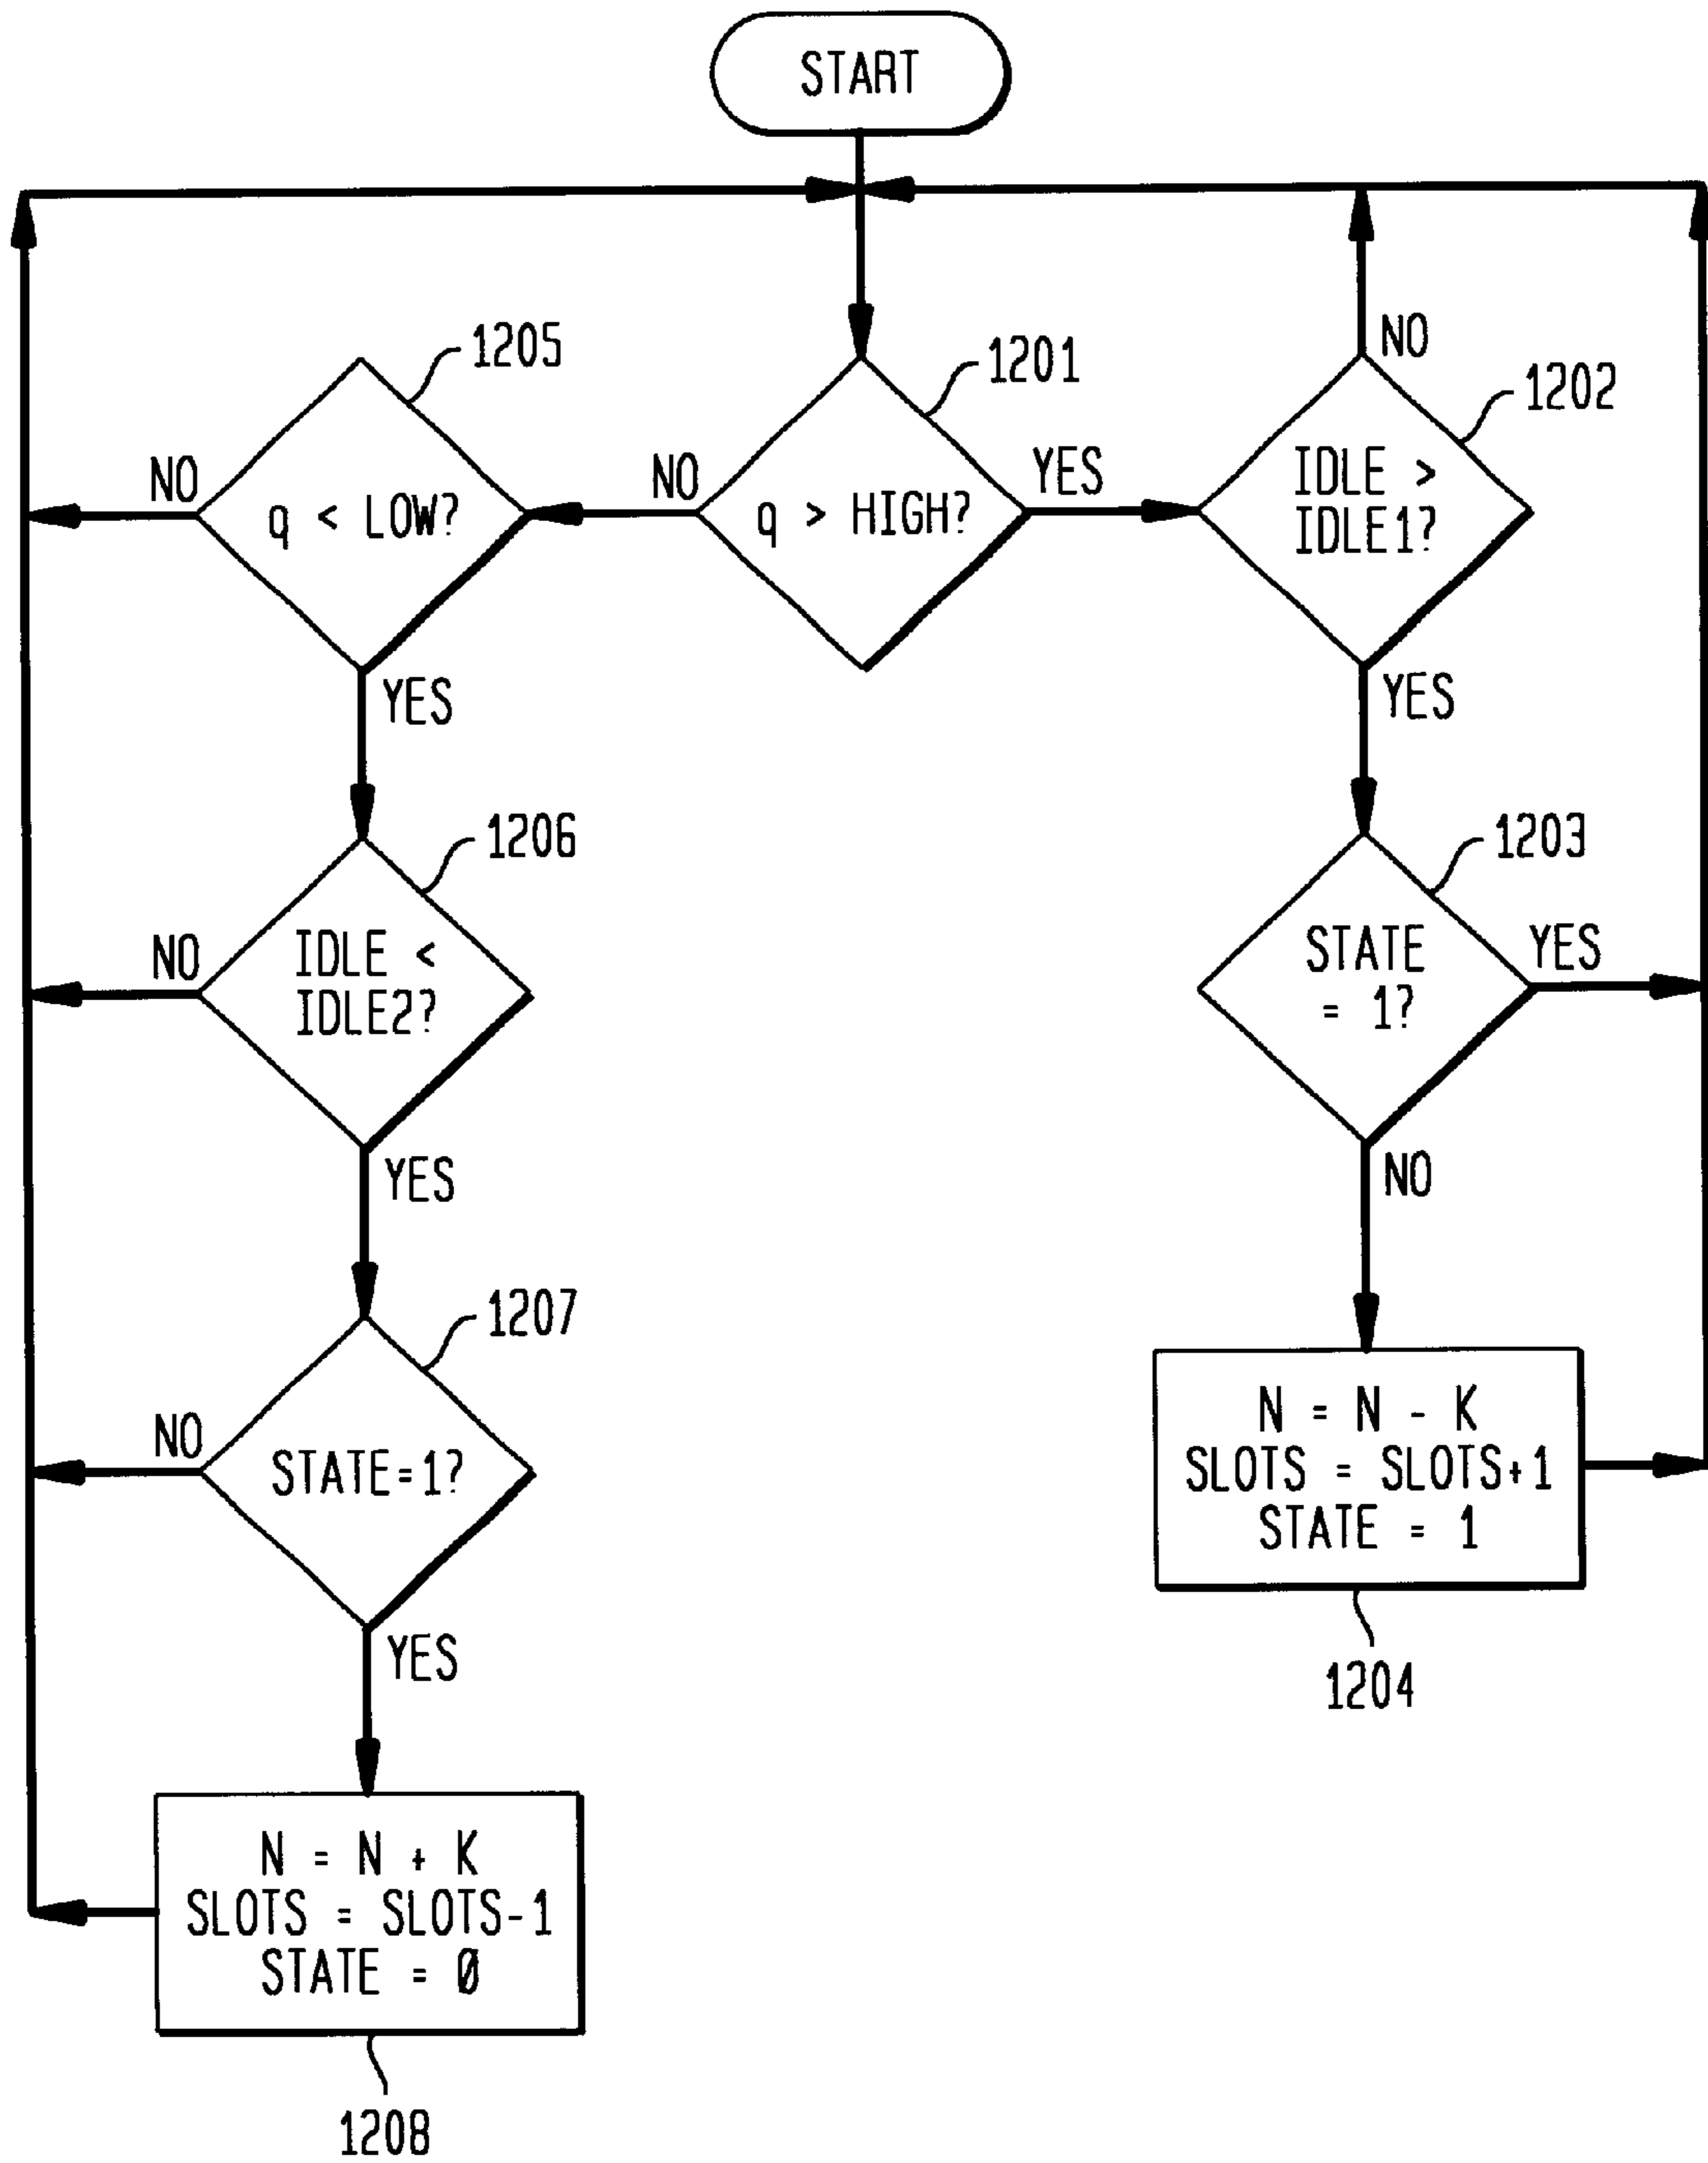 START
1205
1201
1202
NO
NO
NO
YES
q < LOW?
q > HIGH?
IDLE >
IDLE1?
YES
YES
1206
1203
NO
IDLE <
IDLE2?
STATE
= 1?
YES
YES
NO
1207
NO
STATE=1?
N = N - K
SLOTS = SLOTS+1
STATE = 1
YES
1204
N = N + K
SLOTS = SLOTS-1
STATE = Ø
1208